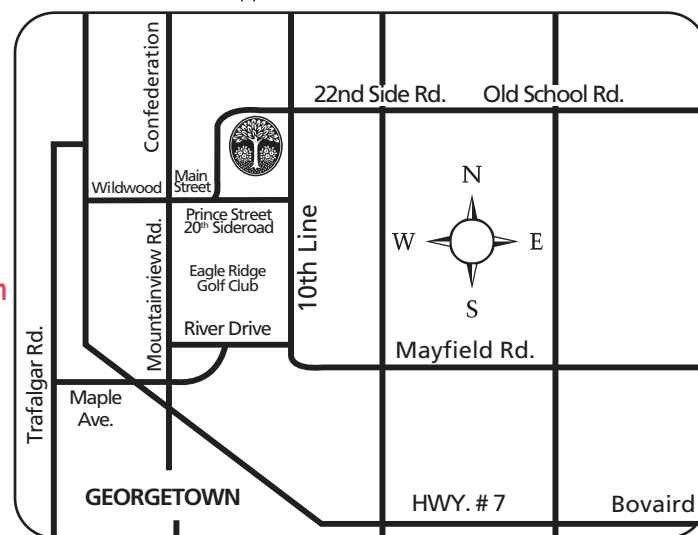 Confederation
22nd Side Rd.
Old School Rd.
Main
Street
Wildwood
Prince Street
20th Sideroad
Eagle Ridge
Golf Club
River Drive
Mountainview Rd.
10th Line
N
W
E
S
Mayfield Rd.
Trafalgar Rd.
Maple
Ave.
GEORGETOWN
HWY. # 7
Bovaird